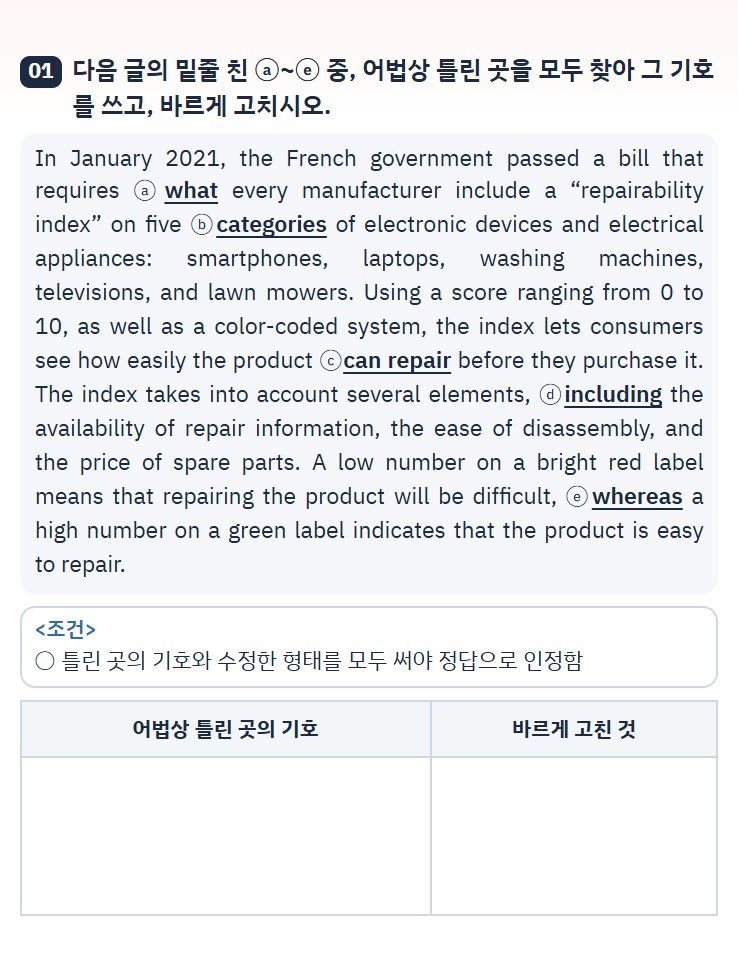 01 다음 글의 밑줄 친 ⓐ~ⓔ 중, 어법상 틀린 곳을 모두 찾아 그 기호
를 쓰고, 바르게 고치시오.
In January 2021, the French government passed a bill that
requires ⓐ what every manufacturer include a “repairability
index” on five ⓑcategories of electronic devices and electrical
appliances: smartphones, laptops, washing machines,
televisions, and lawn mowers. Using a score ranging from 0 to
10, as well as a color-coded system, the index lets consumers
see how easily the product ⓒcan repair before they purchase it.
The index takes into account several elements, ⓓincluding the
availability of repair information, the ease of disassembly, and
the price of spare parts. A low number on a bright red label
means that repairing the product will be difficult, ⓔwhereas a
high number on a green label indicates that the product is easy
to repair.
<조건>
○ 틀린 곳의 기호와 수정한 형태를 모두 써야 정답으로 인정함
어법상 틀린 곳의 기호 바르게 고친 것